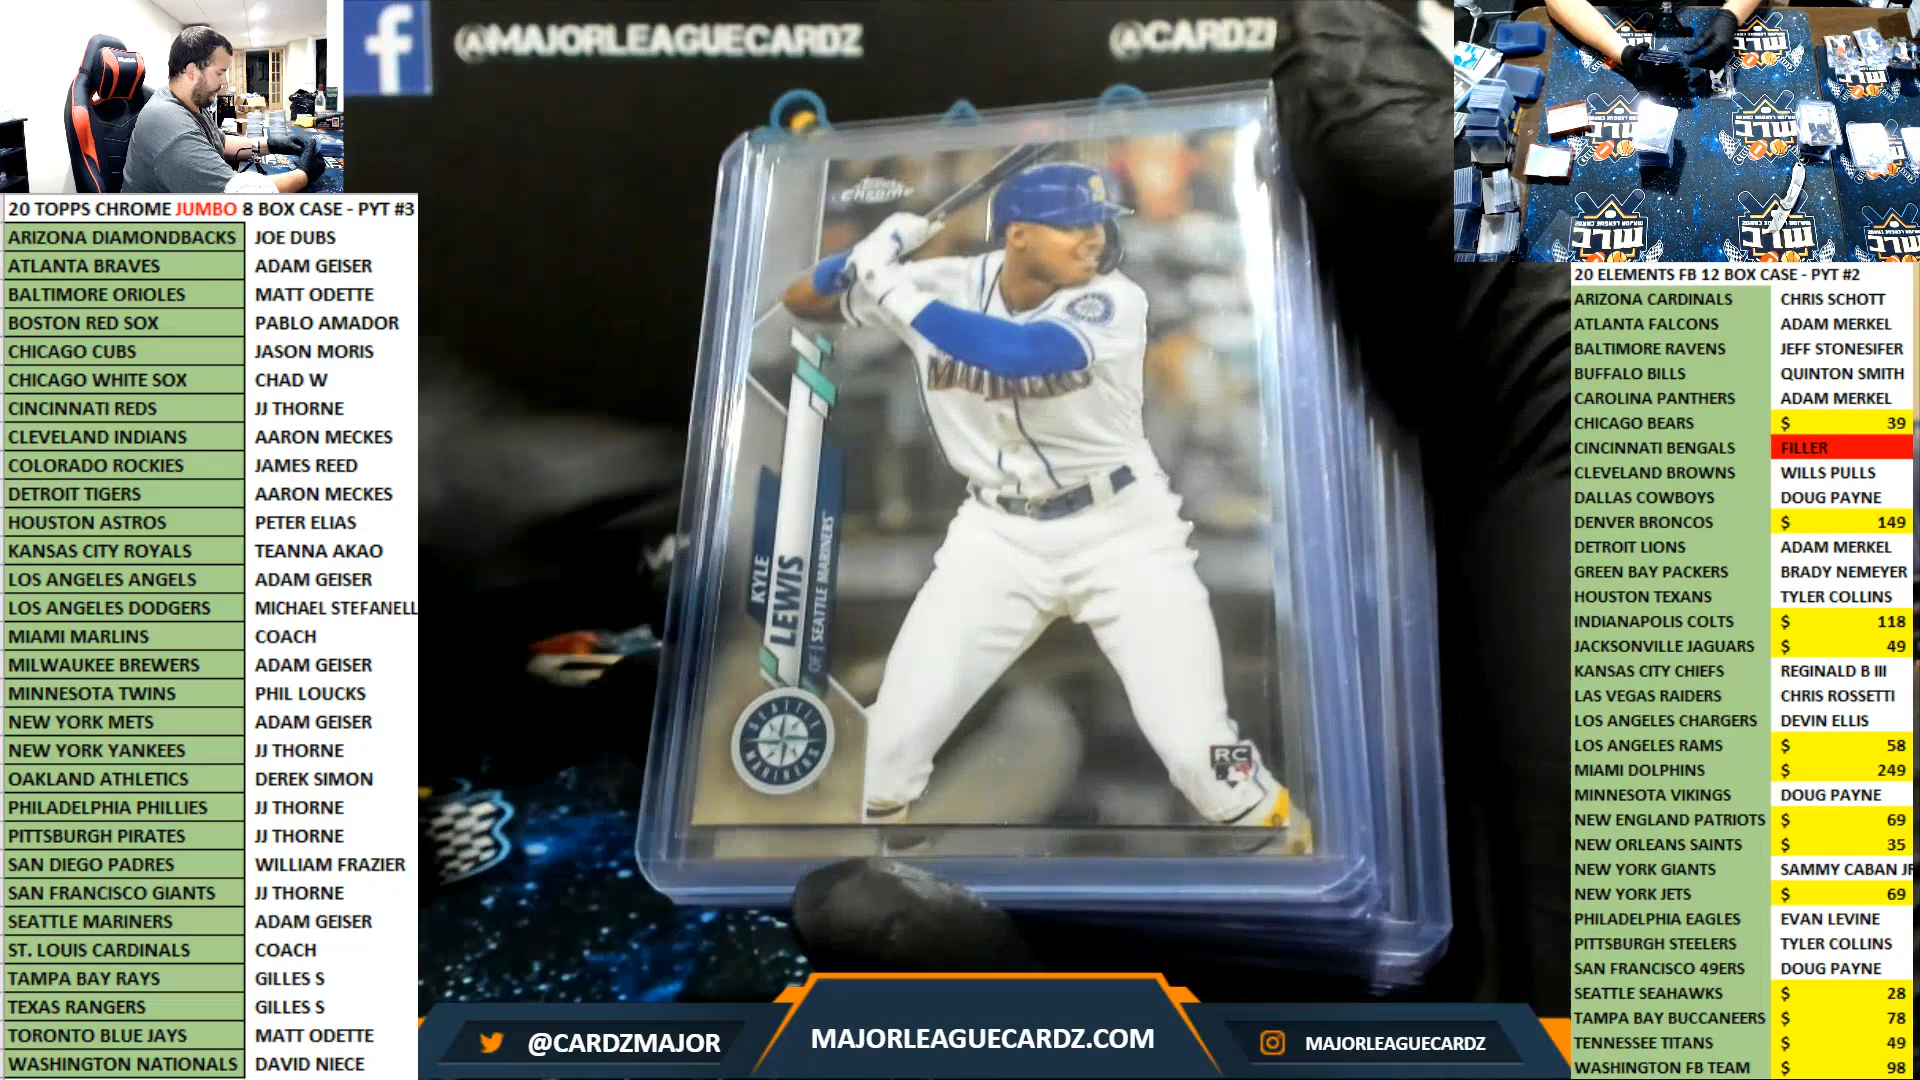 @MAJORLEAGUECARDZ
20 TOPPS CHROME JUMBO 8 BOX CASE - PYT #3
ARIZONA DIAMONDBACKS JOE DUBS
ATLANTA BRAVES ADAM GEISER
BALTIMORE ORIOLES MATT ODETTE
BOSTON RED SOX PABLO AMADOR
CHICAGO CUBS JASON MORIS
CHICAGO WHITE SOX CHAD W
CINCINNATI REDS JJ THORNE
CLEVELAND INDIANS AARON MECKES
COLORADO ROCKIES JAMES REED
DETROIT TIGERS AARON MECKES
HOUSTON ASTROS PETER ELIAS
KANSAS CITY ROYALS TEANNA AKAO
LOS ANGELES ANGELS ADAM GEISER
LOS ANGELES DODGERS MICHAEL STEFANELL
MIAMI MARLINS COACH
MILWAUKEE BREWERS ADAM GEISER
MINNESOTA TWINS PHIL LOUCKS
NEW YORK METS ADAM GEISER
NEW YORK YANKEES JJ THORNE
OAKLAND ATHLETICS DEREK SIMON
PHILADELPHIA PHILLIES JJ THORNE
PITTSBURGH PIRATES JJ THORNE
SAN DIEGO PADRES WILLIAM FRAZIER
SAN FRANCISCO GIANTS JJ THORNE
SEATTLE MARINERS ADAM GEISER
ST. LOUIS CARDINALS COACH
TAMPA BAY RAYS GILLES S
TEXAS RANGERS GILLES S
TORONTO BLUE JAYS MATT ODETTE
WASHINGTON NATIONALS DAVID NIECE
Topps
CHROME
MARINERS
KYLE
LEWIS
OF | SEATTLE MARINERS
SEATTLE
MARINERS
RC
@CARDZMAJOR
MAJORLEAGUECARDZ.COM
MAJORLEAGUECARDZ
20 ELEMENTS FB 12 BOX CASE - PYT #2
ARIZONA CARDINALS CHRIS SCHOTT
ATLANTA FALCONS ADAM MERKEL
BALTIMORE RAVENS JEFF STONESIFER
BUFFALO BILLS QUINTON SMITH
CAROLINA PANTHERS ADAM MERKEL
CHICAGO BEARS $ 39
CINCINNATI BENGALS FILLER
CLEVELAND BROWNS WILLS PULLS
DALLAS COWBOYS DOUG PAYNE
DENVER BRONCOS $ 149
DETROIT LIONS ADAM MERKEL
GREEN BAY PACKERS BRADY NEMEYER
HOUSTON TEXANS TYLER COLLINS
INDIANAPOLIS COLTS $ 118
JACKSONVILLE JAGUARS $ 49
KANSAS CITY CHIEFS REGINALD B III
LAS VEGAS RAIDERS CHRIS ROSSETTI
LOS ANGELES CHARGERS DEVIN ELLIS
LOS ANGELES RAMS $ 58
MIAMI DOLPHINS $ 249
MINNESOTA VIKINGS DOUG PAYNE
NEW ENGLAND PATRIOTS $ 69
NEW ORLEANS SAINTS $ 35
NEW YORK GIANTS SAMMY CABAN JR
NEW YORK JETS $ 69
PHILADELPHIA EAGLES EVAN LEVINE
PITTSBURGH STEELERS TYLER COLLINS
SAN FRANCISCO 49ERS DOUG PAYNE
SEATTLE SEAHAWKS $ 28
TAMPA BAY BUCCANEERS $ 78
TENNESSEE TITANS $ 49
WASHINGTON FB TEAM $ 98